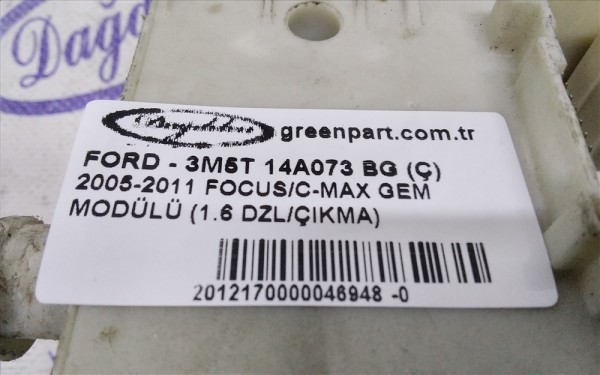 Dağd
greenpart.com.tr
FORD - 3M5T 14A073 BG (Ç)
2005-2011 FOCUS/C-MAX GEM
MODÜLÜ (1.6 DZL/ÇIKMA)
2012170000046948 -0